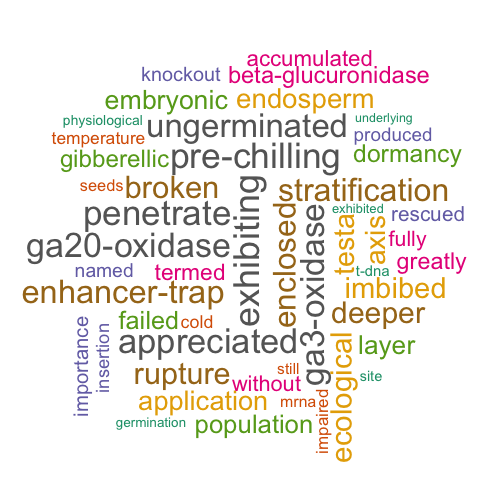 accumulated
knockout beta-glucuronidase
embryonic endosperm
physiological ungerminated underlying
temperature produced
gibberellic pre-chilling dormancy
seeds broken stratification
penetrate exhibiting enclosed ga3-oxidase testa axis exhibited rescued
ga20-oxidase fully
named termed t-dna greatly
enhancer-trap imbibed
importance insertion failed cold deeper
appreciated ecological layer
rupture still site
without
application mrna impaired
germination population